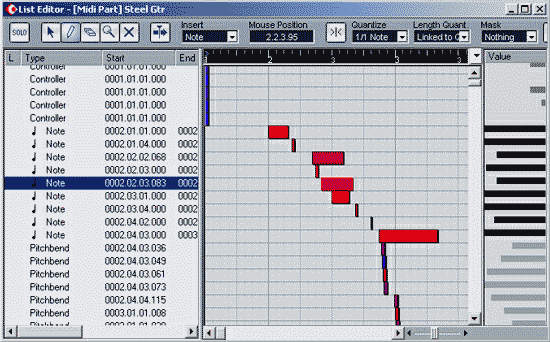 List Editor - [Midi Part] Steel Gtr
SOLO Insert Mouse Position Quantize Length Quant. Mask
Note 2.2.3.95 1/1 Note Linked to Nothing
L Type Start End 2 3 3 Value
Controller 0001.01.01.000
Controller 0001.01.01.000
Controller 0001.01.01.000
Controller 0001.01.01.000
Controller 0001.01.01.000
Note 0002.01.01.000 0002
Note 0002.01.04.000 0002
Note 0002.02.02.068 0002
Note 0002.02.03.000 0002
Note 0002.02.03.083 0002
Note 0002.03.01.000 0002
Note 0002.03.04.000 0002
Note 0002.04.02.000 0002
Note 0002.04.03.000 0003
Pitchbend 0002.04.03.036
Pitchbend 0002.04.03.049
Pitchbend 0002.04.03.061
Pitchbend 0002.04.03.073
Pitchbend 0002.04.04.115
Pitchbend 0003.01.01.008
Pitchbend